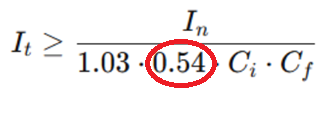 I_t ≥ I_n / (1.03 · 0.54 · C_i · C_f)